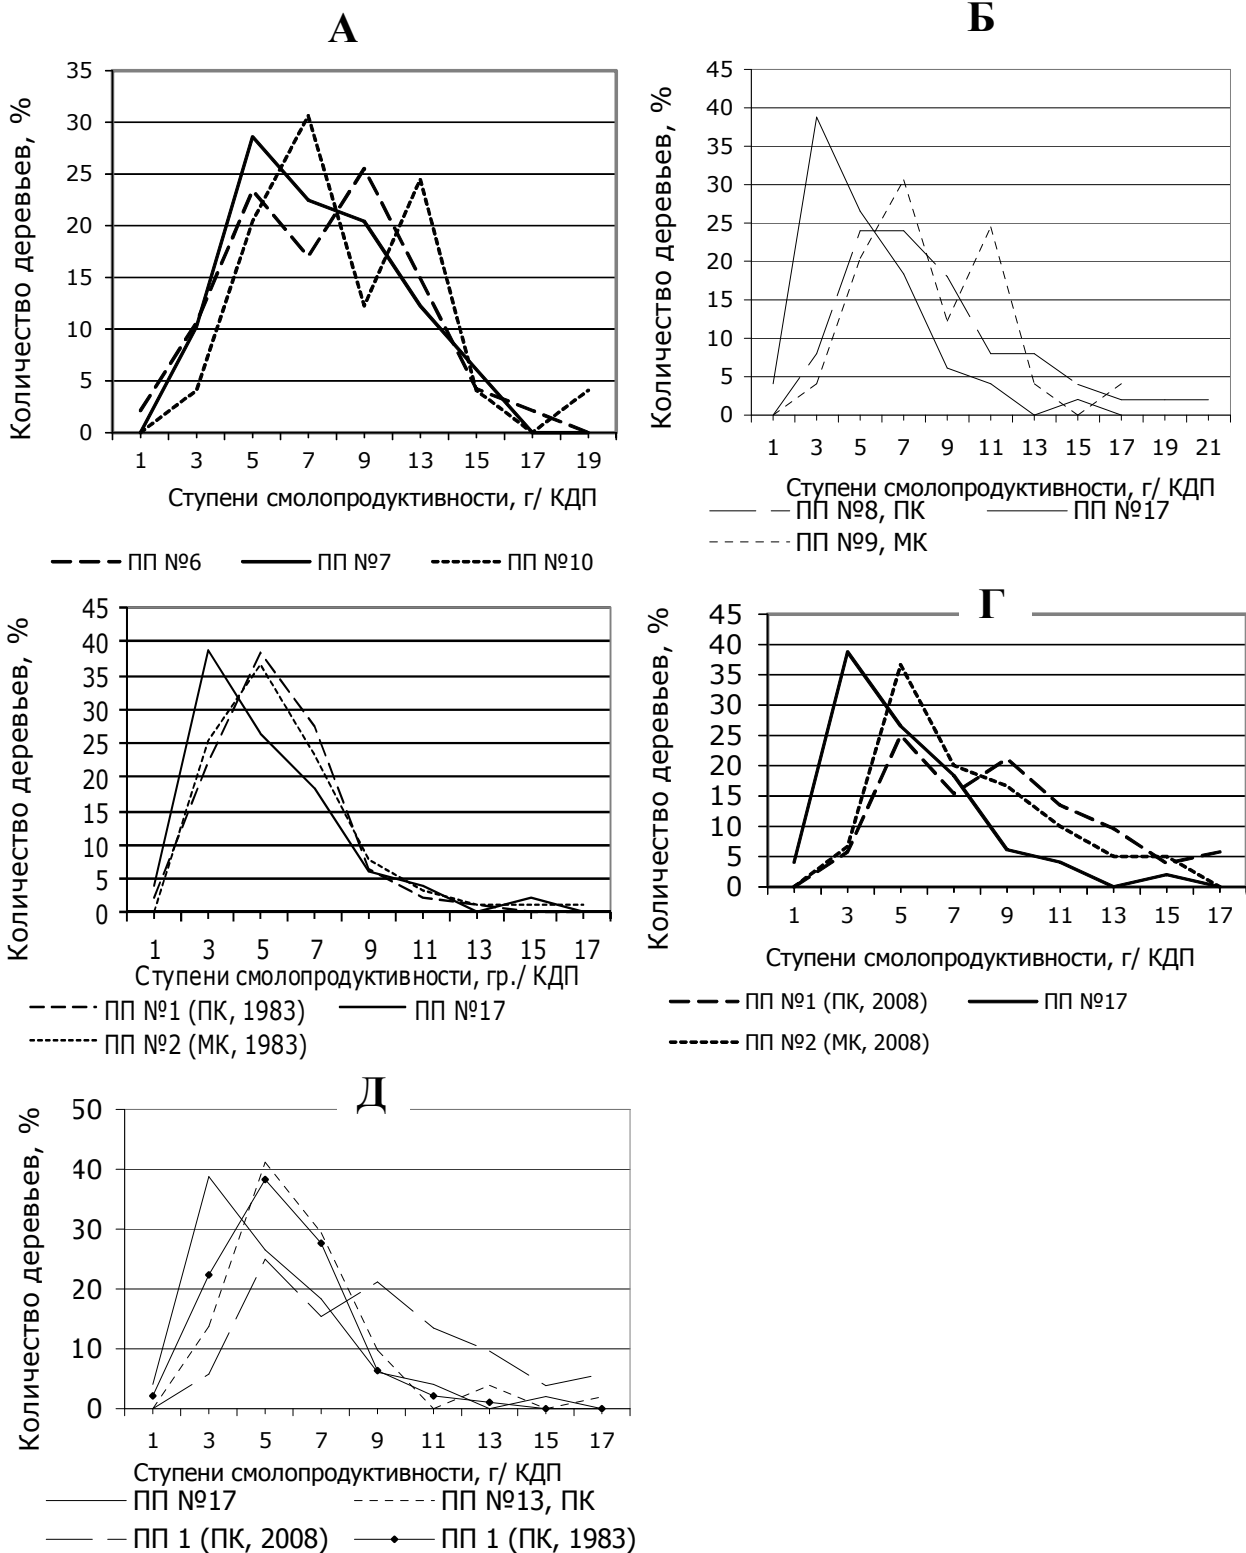 А
35
30
25
20
15
10
5
0
Количество деревьев, %
1 3 5 7 9 13 15 17 19
Ступени смолопродуктивности, г/ КДП
ПП №6 ПП №7 ПП №10
Б
45
40
35
30
25
20
15
10
5
0
Количество деревьев, %
1 3 5 7 9 11 13 15 17 19 21
Ступени смолопродуктивности, г/ КДП
ПП №8, ПК ПП №17
ПП №9, МК
45
40
35
30
25
20
15
10
5
0
Количество деревьев, %
1 3 5 7 9 11 13 15 17
Ступени смолопродуктивности, гр./ КДП
ПП №1 (ПК, 1983) ПП №17
ПП №2 (МК, 1983)
Г
45
40
35
30
25
20
15
10
5
0
Количество деревьев, %
1 3 5 7 9 11 13 15 17
Ступени смолопродуктивности, г/ КДП
ПП №1 (ПК, 2008) ПП №17
ПП №2 (МК, 2008)
Д
50
40
30
20
10
0
Количество деревьев, %
1 3 5 7 9 11 13 15 17
Ступени смолопродуктивности, г/ КДП
ПП №17 ПП №13, ПК
ПП 1 (ПК, 2008) ПП 1 (ПК, 1983)